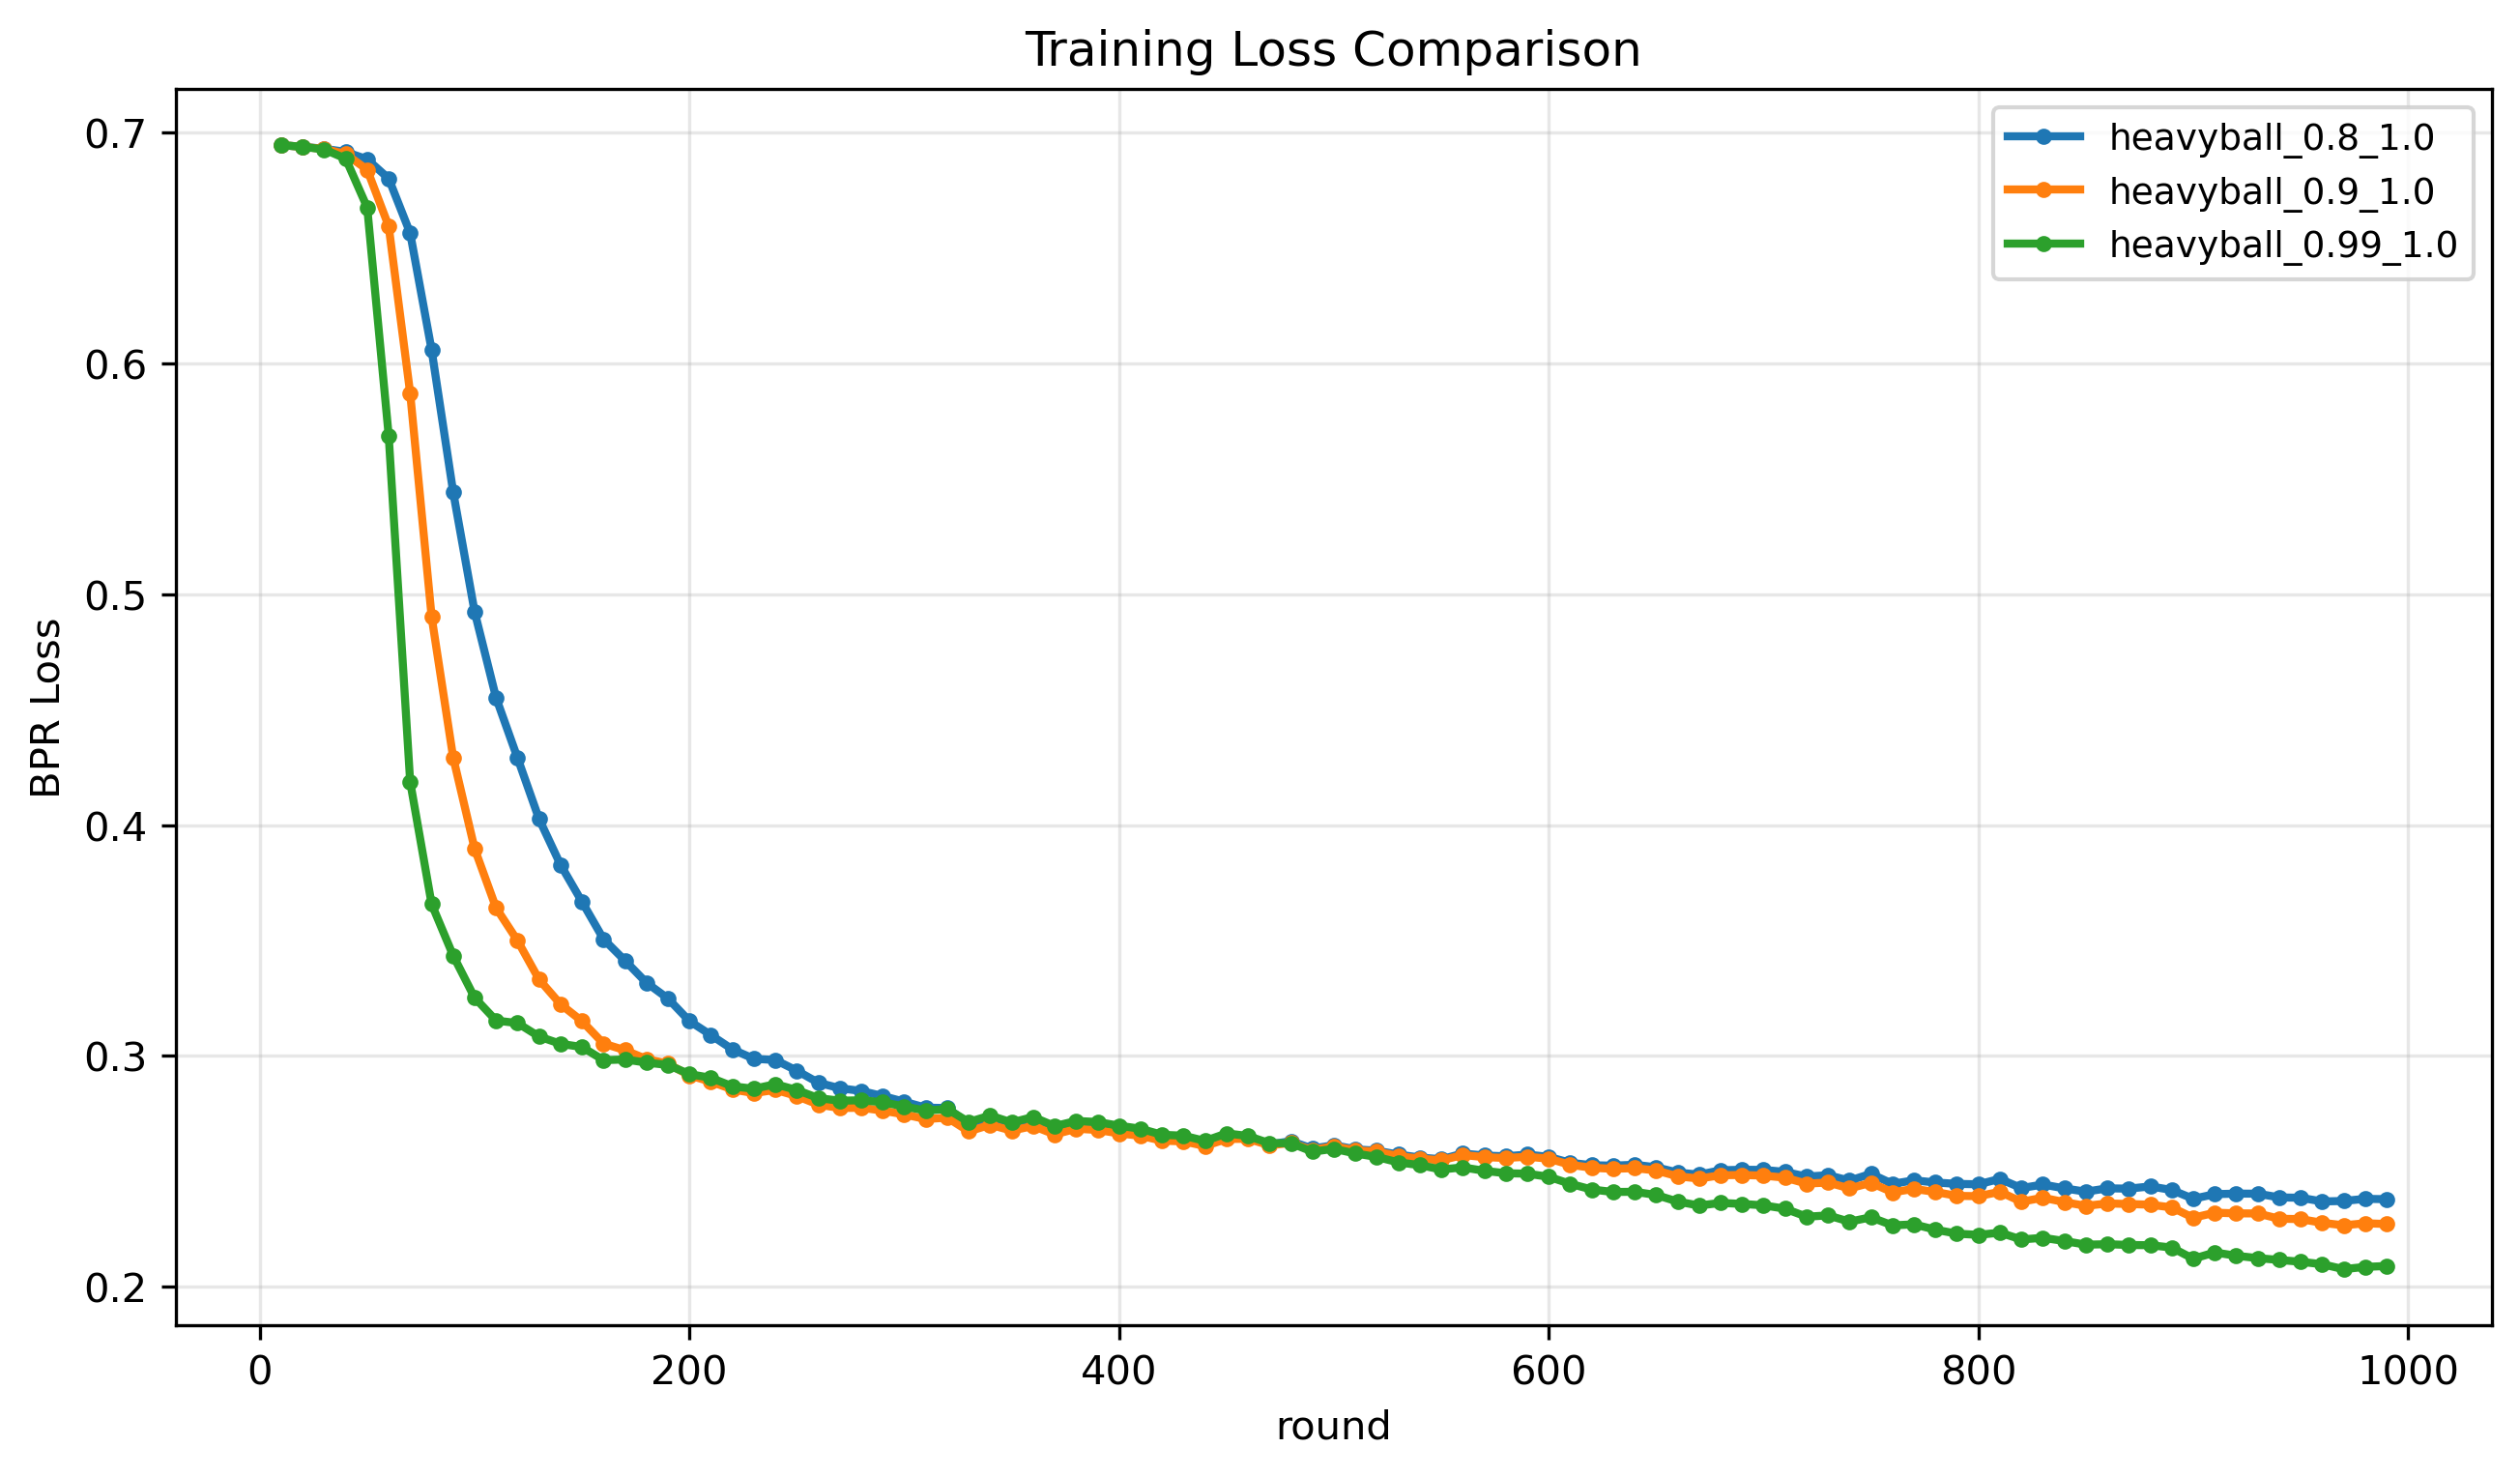 Training Loss Comparison
heavyball_0.8_1.0
heavyball_0.9_1.0
heavyball_0.99_1.0
BPR Loss
0.7
0.6
0.5
0.4
0.3
0.2
0 200 400 600 800 1000
round